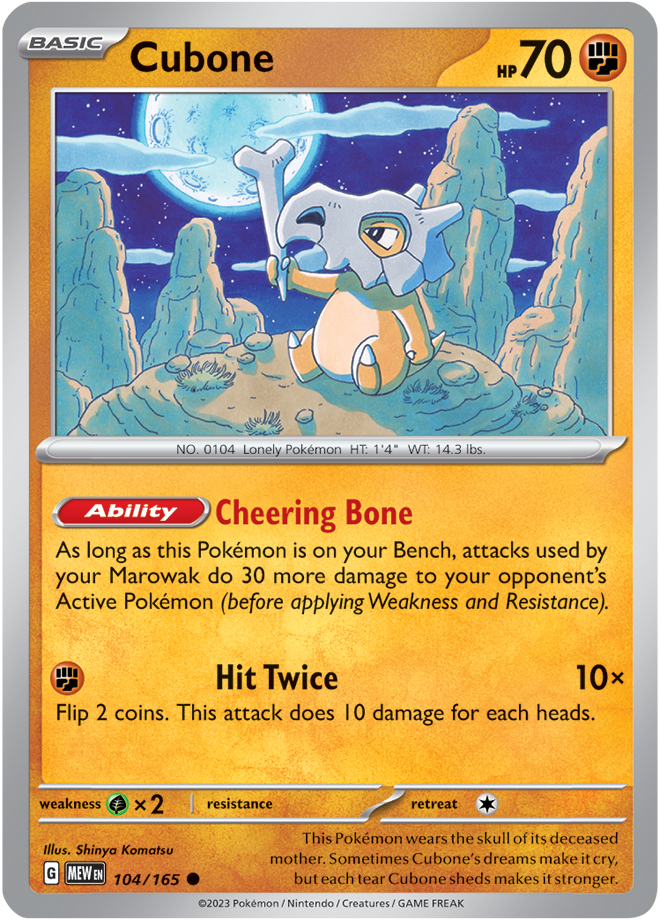 BASIC Cubone HP 70
NO. 0104 Lonely Pokémon HT: 1'4" WT: 14.3 lbs.
Ability Cheering Bone
As long as this Pokémon is on your Bench, attacks used by
your Marowak do 30 more damage to your opponent's
Active Pokémon (before applying Weakness and Resistance).
Hit Twice 10×
Flip 2 coins. This attack does 10 damage for each heads.
weakness ×2 resistance retreat
Illus. Shinya Komatsu
G MEW EN 104/165
This Pokémon wears the skull of its deceased
mother. Sometimes Cubone's dreams make it cry,
but each tear Cubone sheds makes it stronger.
©2023 Pokémon / Nintendo / Creatures / GAME FREAK